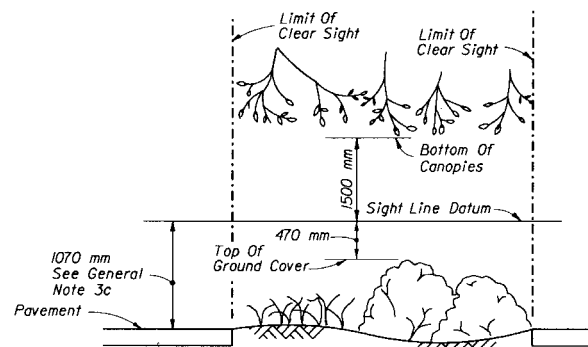 Limit Of
Clear Sight
Limit Of
Clear Sight
Bottom Of
Canopies
1500 mm
Sight Line Datum
470 mm
Top Of
Ground Cover
1070 mm
See General
Note 3c
Pavement